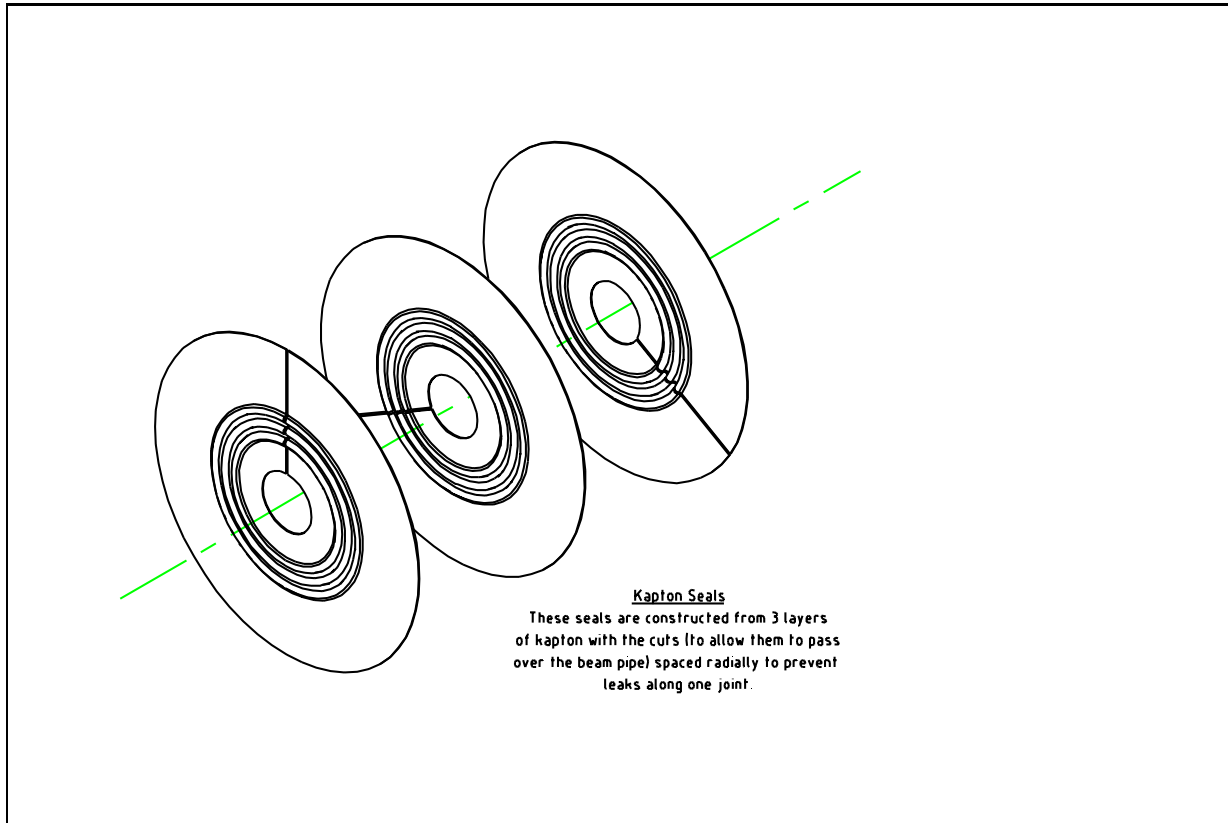 Kapton Seals
These seals are constructed from 3 layers
of kapton with the cuts (to allow them to pass
over the beam pipe) spaced radially to prevent
leaks along one joint.